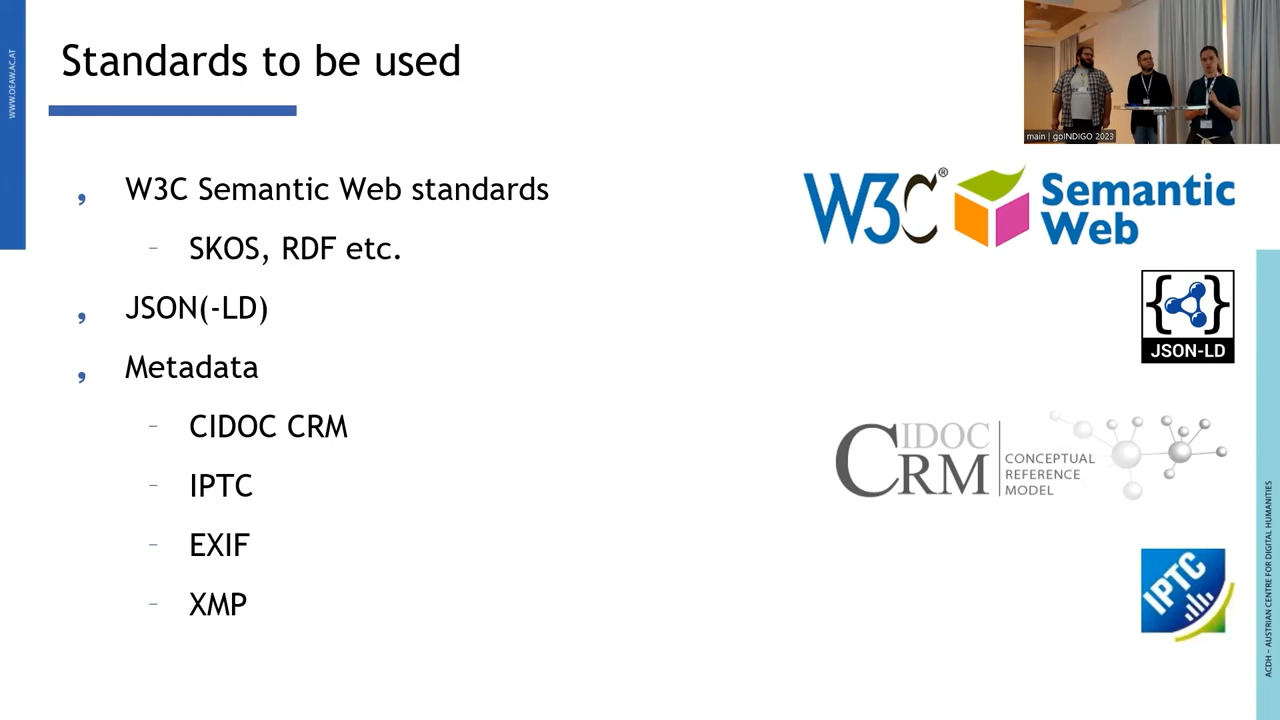 WWW.OEAW.AC.AT
Standards to be used
main | goINDIGO 2023
, W3C Semantic Web standards
- SKOS, RDF etc.
, JSON(-LD)
, Metadata
- CIDOC CRM
- IPTC
- EXIF
- XMP
W3C® Semantic
Web
{ }
JSON-LD
CIDOC
CRM
CONCEPTUAL
REFERENCE
MODEL
IPTC
ACDH – AUSTRIAN CENTRE FOR DIGITAL HUMANITIES